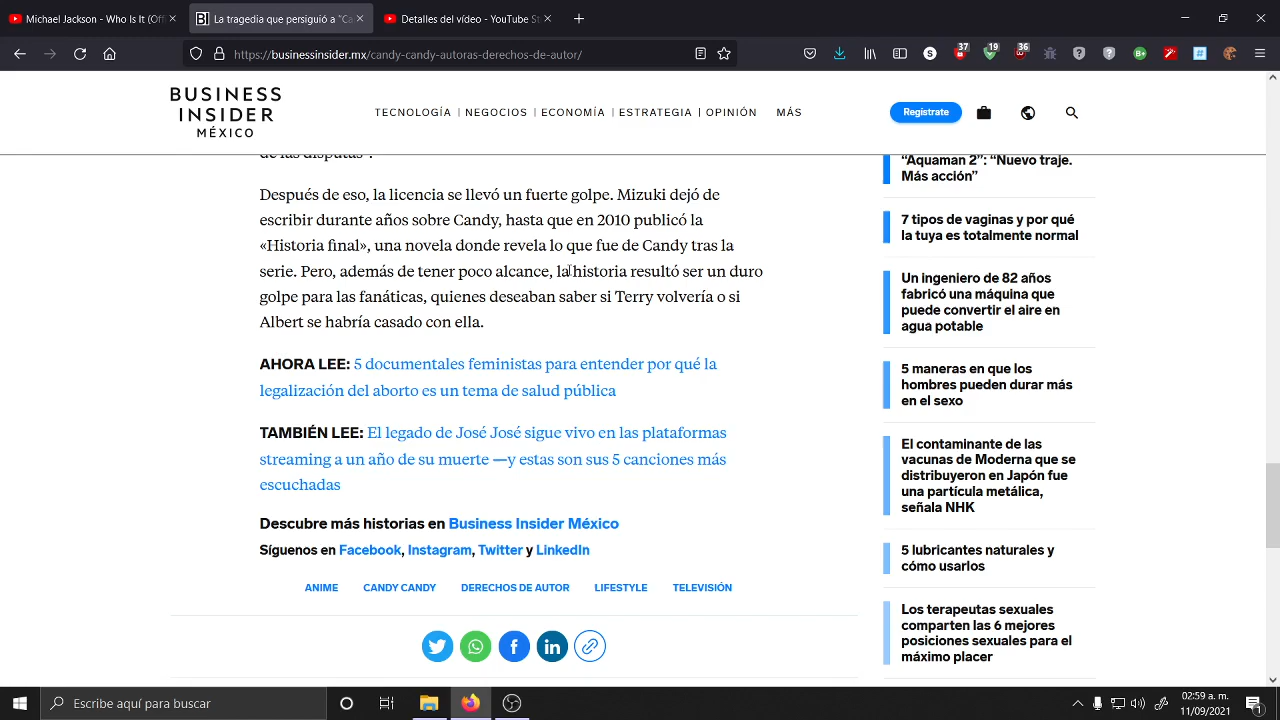 Michael Jackson - Who Is It (Offi
La tragedia que persiguió a "Ca
Detalles del vídeo - YouTube St
https://businessinsider.mx/candy-candy-autoras-derechos-de-autor/
37
19
36
BUSINESS
INSIDER
MÉXICO
TECNOLOGÍA | NEGOCIOS | ECONOMÍA | ESTRATEGIA | OPINIÓN MÁS
Regístrate
de las disputas".
Después de eso, la licencia se llevó un fuerte golpe. Mizuki dejó de
escribir durante años sobre Candy, hasta que en 2010 publicó la
«Historia final», una novela donde revela lo que fue de Candy tras la
serie. Pero, además de tener poco alcance, la historia resultó ser un duro
golpe para las fanáticas, quienes deseaban saber si Terry volvería o si
Albert se habría casado con ella.
AHORA LEE: 5 documentales feministas para entender por qué la
legalización del aborto es un tema de salud pública
TAMBIÉN LEE: El legado de José José sigue vivo en las plataformas
streaming a un año de su muerte —y estas son sus 5 canciones más
escuchadas
Descubre más historias en Business Insider México
Síguenos en Facebook, Instagram, Twitter y LinkedIn
ANIME CANDY CANDY DERECHOS DE AUTOR LIFESTYLE TELEVISIÓN
“Aquaman 2”: “Nuevo traje.
Más acción”
7 tipos de vaginas y por qué
la tuya es totalmente normal
Un ingeniero de 82 años
fabricó una máquina que
puede convertir el aire en
agua potable
5 maneras en que los
hombres pueden durar más
en el sexo
El contaminante de las
vacunas de Moderna que se
distribuyeron en Japón fue
una partícula metálica,
señala NHK
5 lubricantes naturales y
cómo usarlos
Los terapeutas sexuales
comparten las 6 mejores
posiciones sexuales para el
máximo placer
Escribe aquí para buscar
02:59 a. m.
11/09/2021